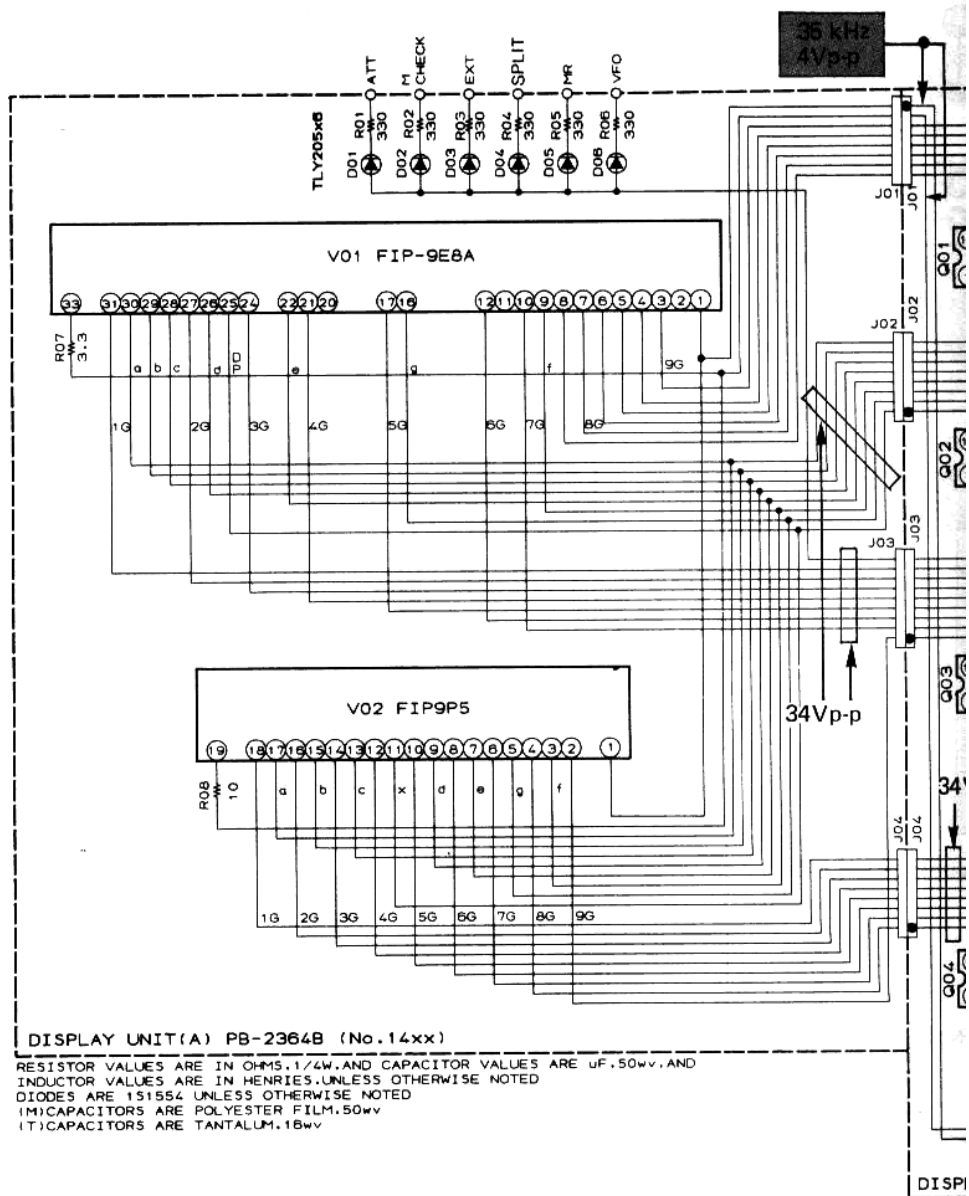 35 kHz
4Vp-p
ATT
M CHECK
EXT
SPLIT
MR
VFO
R01 330
R02 330
R03 330
R04 330
R05 330
R06 330
TLY205x6
D01
D02
D03
D04
D05
D06
J01
J01
V01 FIP-9E8A
Q01
33 31 30 29 28 27 26 25 24 22 21 20 17 16 12 11 10 9 8 7 6 5 4 3 2 1
J02
J02
R07 3.3
a b c d DP e g f 9G
1G 2G 3G 4G 5G 6G 7G 8G
Q02
J03
J03
Q03
V02 FIP9P5
34Vp-p
19 18 17 16 15 14 13 12 11 10 9 8 7 6 5 4 3 2 1
R08 10
a b c x d e g f
34V
J04
J04
1G 2G 3G 4G 5G 6G 7G 8G 9G
Q04
DISPLAY UNIT(A) PB-2364B (No.14xx)
RESISTOR VALUES ARE IN OHMS.1/4W.AND CAPACITOR VALUES ARE uF.50wv.AND
INDUCTOR VALUES ARE IN HENRIES.UNLESS OTHERWISE NOTED
DIODES ARE 1S1554 UNLESS OTHERWISE NOTED
(M)CAPACITORS ARE POLYESTER FILM.50wv
(T)CAPACITORS ARE TANTALUM.16wv
DISPL